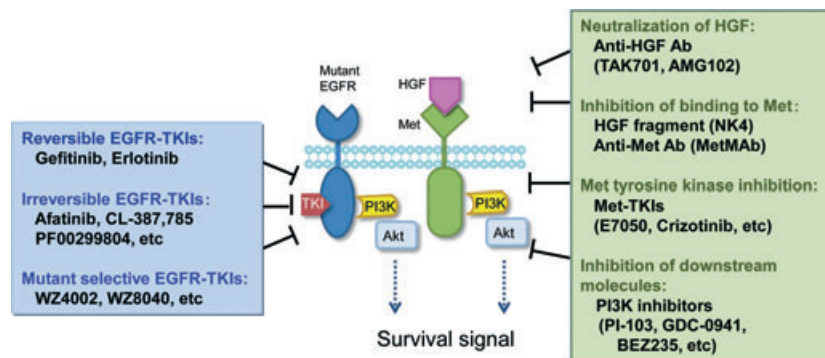 Reversible EGFR-TKIs:
Gefitinib, Erlotinib
Irreversible EGFR-TKIs:
Afatinib, CL-387,785
PF00299804, etc
Mutant selective EGFR-TKIs:
WZ4002, WZ8040, etc
Mutant
EGFR
TKI
PI3K
Akt
HGF
Met
PI3K
Akt
Survival signal
Neutralization of HGF:
Anti-HGF Ab
(TAK701, AMG102)
Inhibition of binding to Met:
HGF fragment (NK4)
Anti-Met Ab (MetMAb)
Met tyrosine kinase inhibition:
Met-TKIs
(E7050, Crizotinib, etc)
Inhibition of downstream
molecules:
PI3K inhibitors
(PI-103, GDC-0941,
BEZ235, etc)